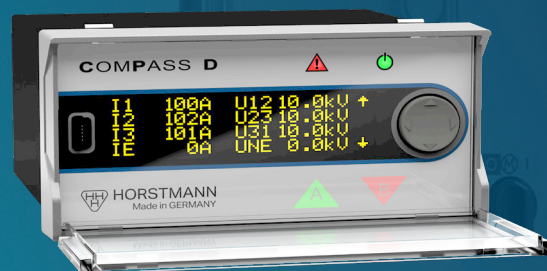 COMPASS D
I1 100A U12 10.0kV ↑
I2 102A U23 10.0kV
I3 101A U31 10.0kV
IE 0A UNE 0.0kV ↓
HORSTMANN
Made in GERMANY
A